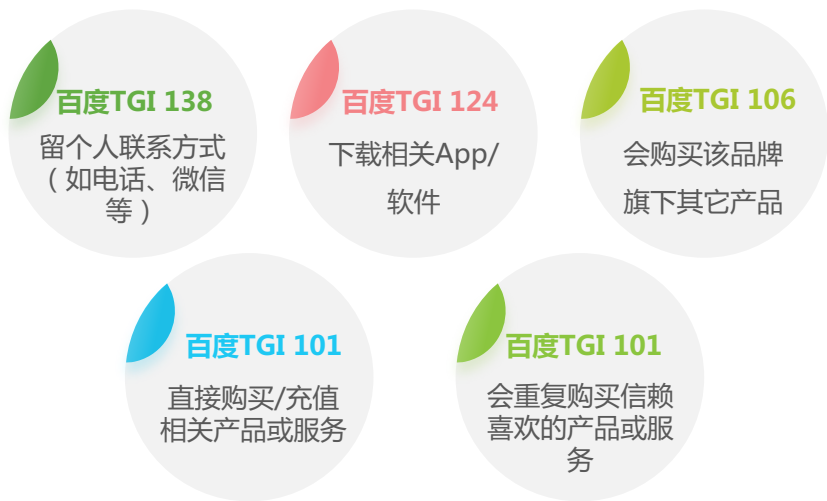 百度TGI 138
留个人联系方式
（如电话、微信
等）
百度TGI 124
下载相关App/
软件
百度TGI 106
会购买该品牌
旗下其它产品
百度TGI 101
直接购买/充值
相关产品或服务
百度TGI 101
会重复购买信赖
喜欢的产品或服
务